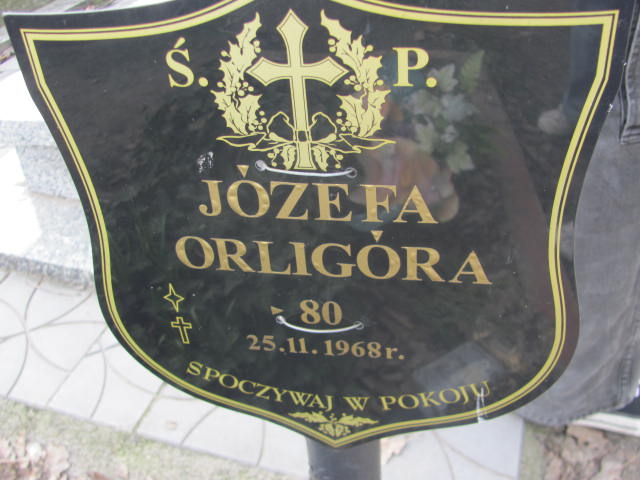 Ś. P.
JÓZEFA
ORLIGÓRA
80
25.11.1968 r.
SPOCZYWAJ W POKOJU